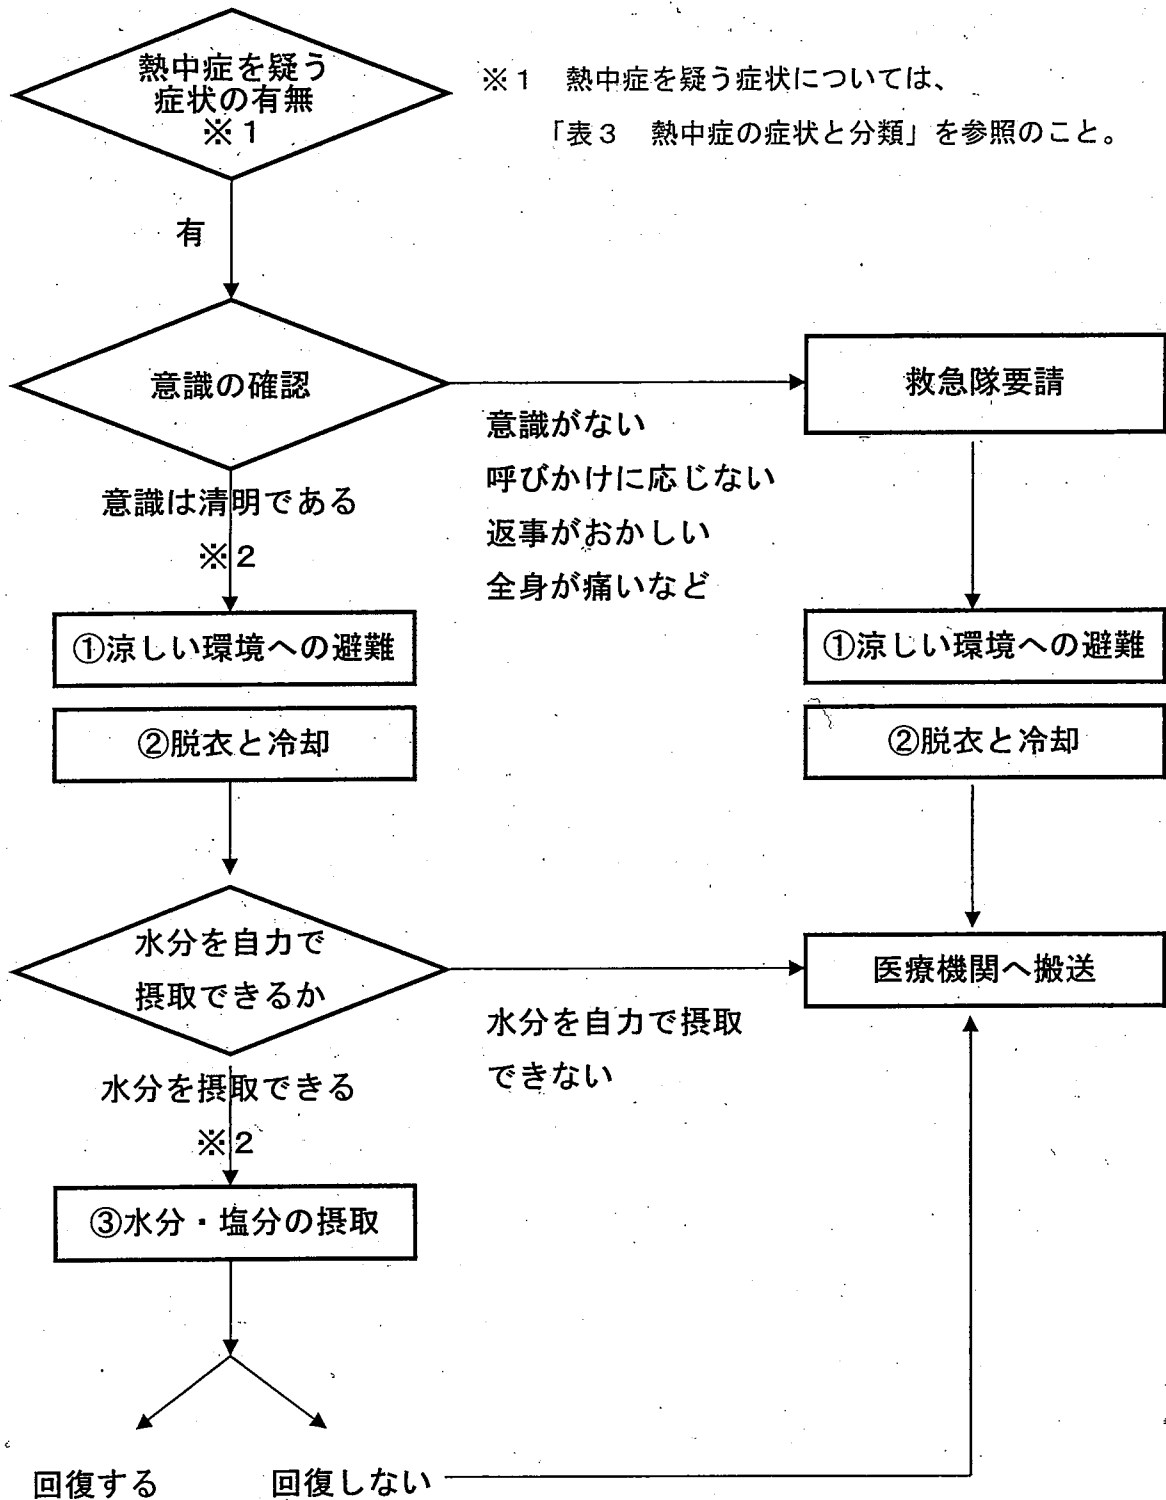 熱中症を疑う
症状の有無
※1
※1　熱中症を疑う症状については、
「表3　熱中症の症状と分類」を参照のこと。
有
意識の確認
救急隊要請
意識がない
呼びかけに応じない
返事がおかしい
全身が痛いなど
意識は清明である
※2
①涼しい環境への避難
①涼しい環境への避難
②脱衣と冷却
②脱衣と冷却
水分を自力で
摂取できるか
医療機関へ搬送
水分を自力で摂取
できない
水分を摂取できる
※2
③水分・塩分の摂取
回復する
回復しない